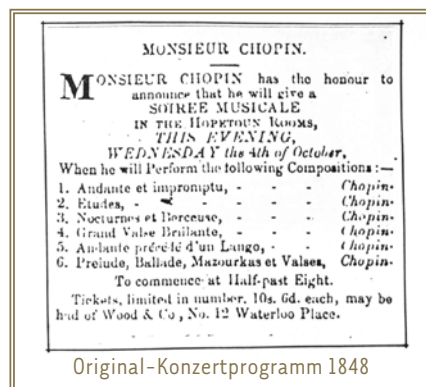 MONSIEUR CHOPIN.
MONSIEUR CHOPIN has the honour to
announce that he will give a
SOIREE MUSICALE
IN THE HOPETOUN ROOMS,
THIS EVENING,
WEDNESDAY the 4th of October,
When he will Perform the following Compositions:—
1. Andante et impromptu, - - - Chopin.
2. Etudes, - - - - Chopin.
3. Nocturnes et Berceuse, - - - Chopin.
4. Grand Valse Brillante, - - - Chopin.
5. Andante précédé d'un Largo, - - Chopin.
6. Prelude, Ballade, Mazourkas et Valses, Chopin.
To commence at Half-past Eight.
Tickets, limited in number. 10s. 6d. each, may be
had of Wood & Co., No. 12 Waterloo Place.
Original-Konzertprogramm 1848